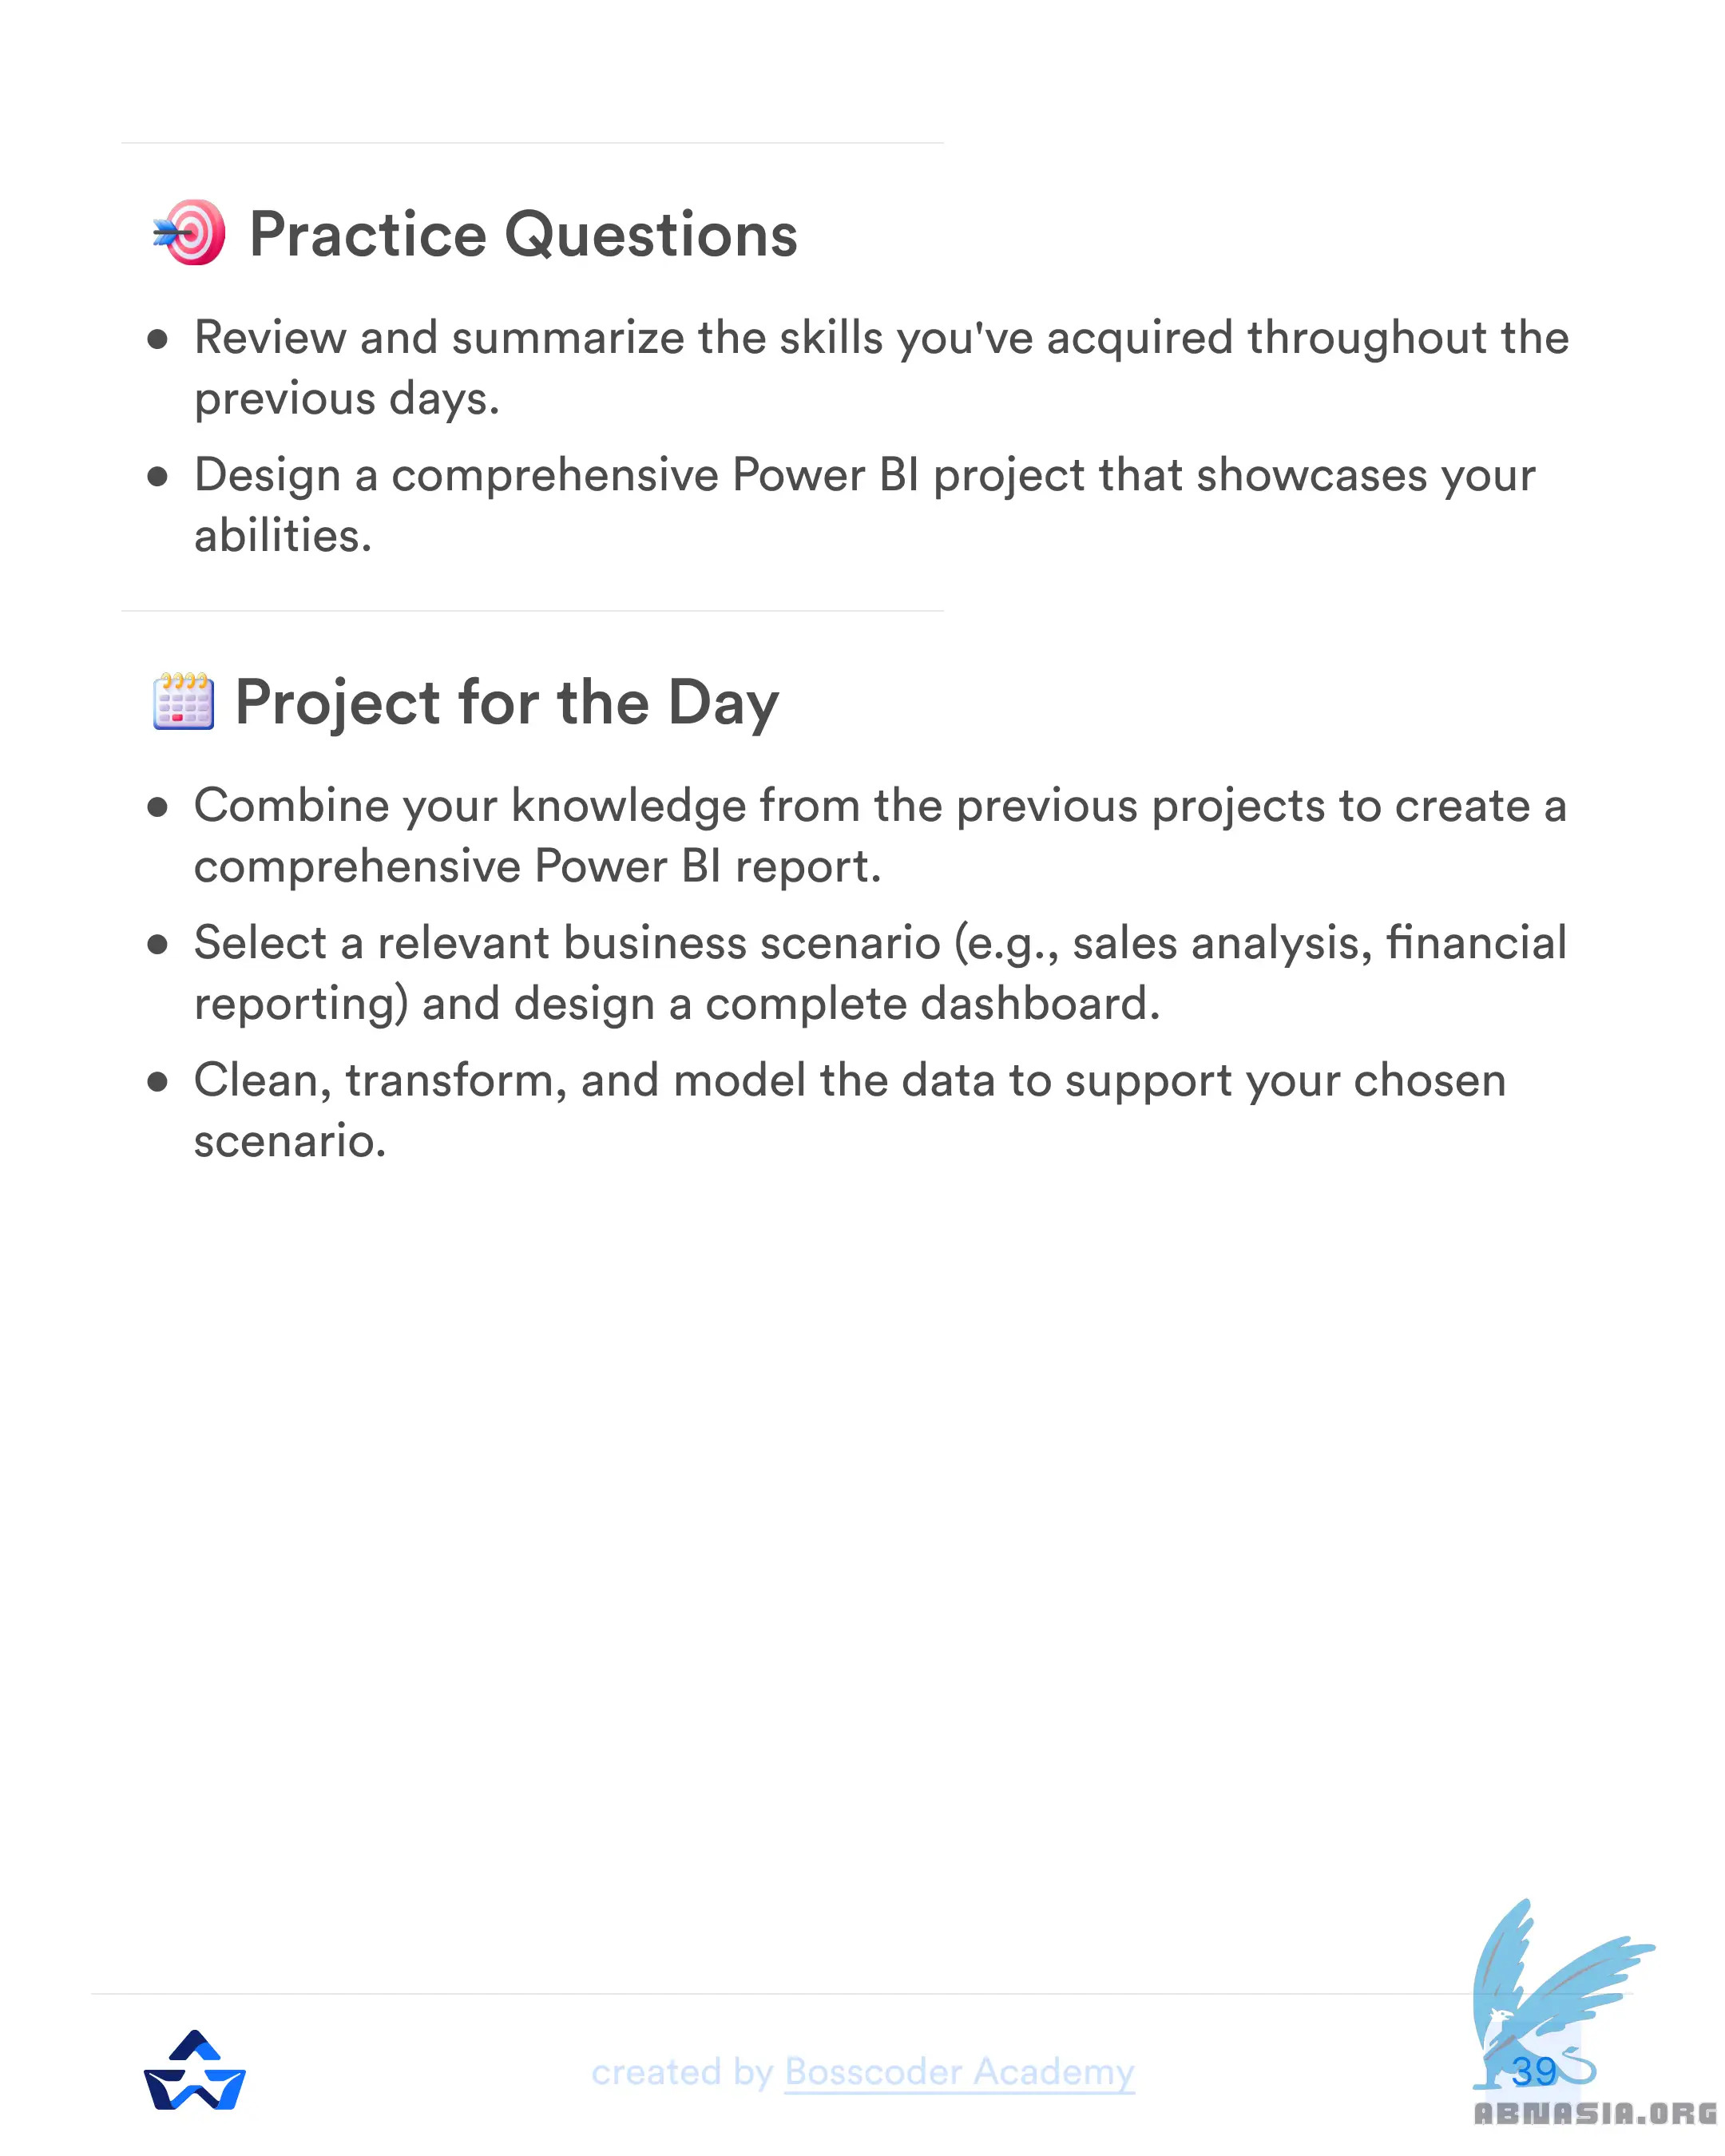 Practice Questions
Review and summarize the skills you've acquired throughout the
previous days.
Design a comprehensive Power BI project that showcases your
abilities.
Project for the Day
Combine your knowledge from the previous projects to create a
comprehensive Power BI report.
Select a relevant business scenario (e.g., sales analysis, financial
reporting) and design a complete dashboard.
Clean, transform, and model the data to support your chosen
scenario.
created by Bosscoder Academy
39
ABNASIA.ORG